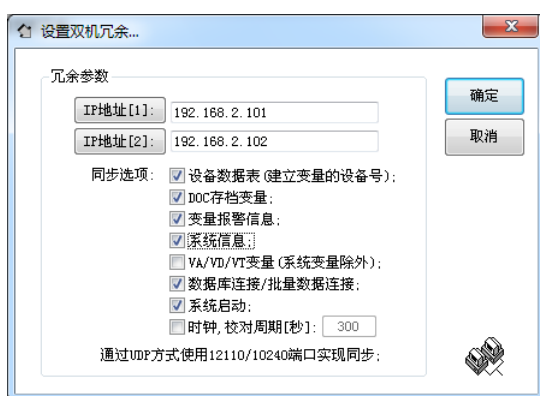 设置双机冗余...
冗余参数
IP地址[1]: 192.168.2.101
IP地址[2]: 192.168.2.102
确定
取消
同步选项: 设备数据表(建立变量的设备号);
DOC存档变量;
变量报警信息;
系统信息;
VA/VD/VT变量(系统变量除外);
数据库连接/批量数据连接;
系统启动;
时钟,校对周期[秒]: 300
通过UDP方式使用12110/10240端口实现同步;